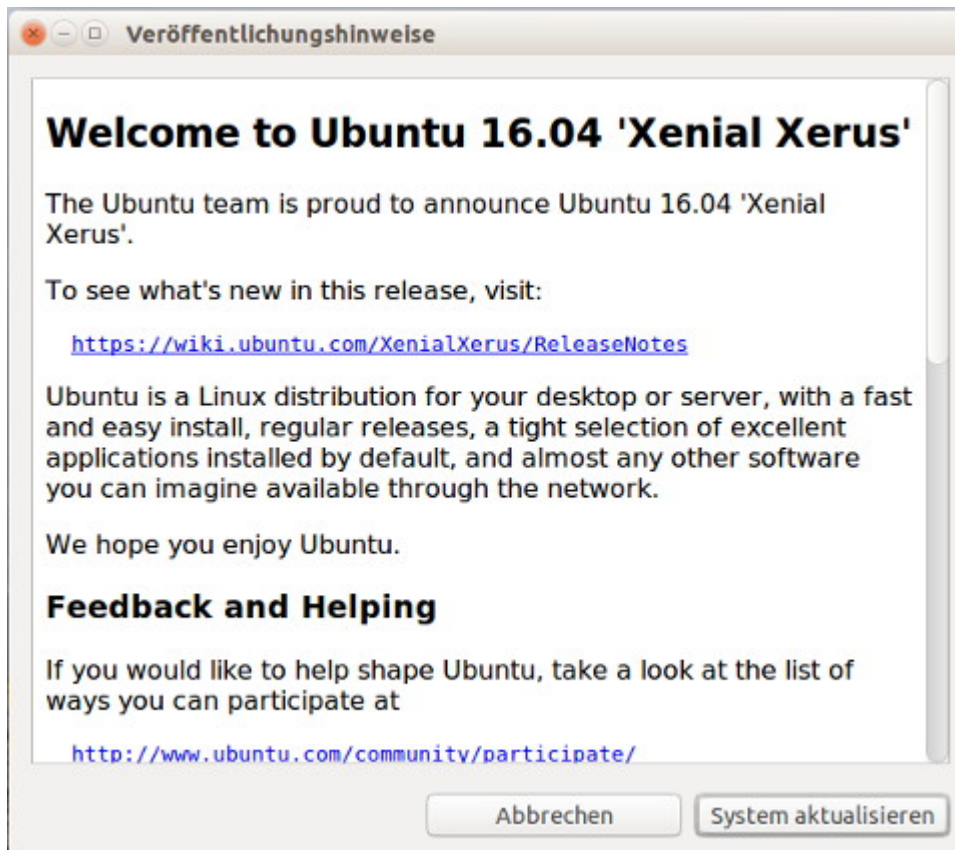 Veröffentlichungshinweise
Welcome to Ubuntu 16.04 'Xenial Xerus'
The Ubuntu team is proud to announce Ubuntu 16.04 'Xenial
Xerus'.
To see what's new in this release, visit:
https://wiki.ubuntu.com/XenialXerus/ReleaseNotes
Ubuntu is a Linux distribution for your desktop or server, with a fast
and easy install, regular releases, a tight selection of excellent
applications installed by default, and almost any other software
you can imagine available through the network.
We hope you enjoy Ubuntu.
Feedback and Helping
If you would like to help shape Ubuntu, take a look at the list of
ways you can participate at
http://www.ubuntu.com/community/participate/
Abbrechen
System aktualisieren